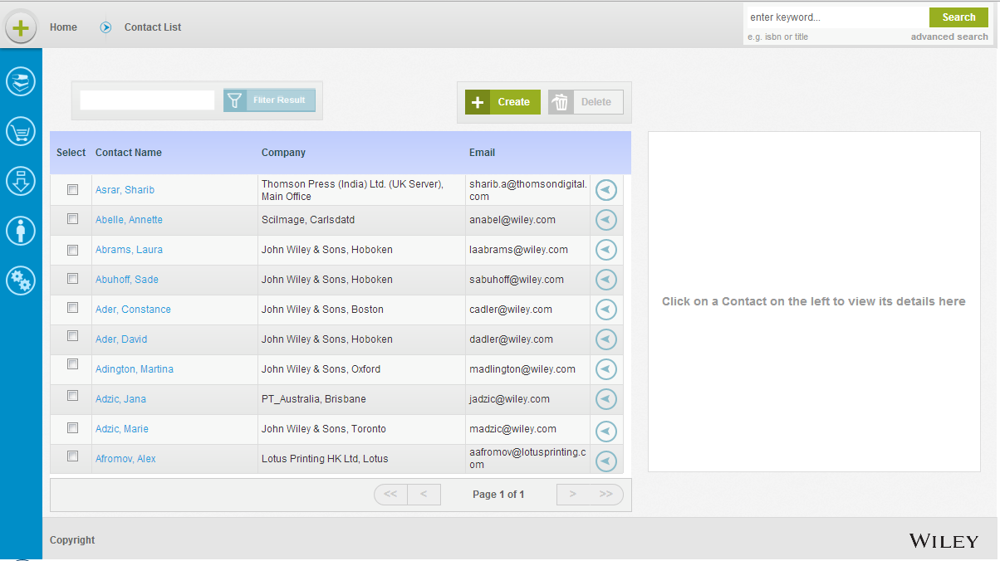 Home
Contact List
enter keyword...
Search
e.g. isbn or title
advanced search
Filter Result
Create
Delete
Select
Contact Name
Company
Email
Asrar, Sharib
Thomson Press (India) Ltd. (UK Server),
Main Office
sharib.a@thomsondigital.
com
Abelle, Annette
Scilmage, Carlsdatd
anabel@wiley.com
Abrams, Laura
John Wiley & Sons, Hoboken
laabrams@wiley.com
Abuhoff, Sade
John Wiley & Sons, Hoboken
sabuhoff@wiley.com
Ader, Constance
John Wiley & Sons, Boston
cadler@wiley.com
Ader, David
John Wiley & Sons, Hoboken
dadler@wiley.com
Adington, Martina
John Wiley & Sons, Oxford
madlington@wiley.com
Adzic, Jana
PT_Australia, Brisbane
jadzic@wiley.com
Adzic, Marie
John Wiley & Sons, Toronto
madzic@wiley.com
Afromov, Alex
Lotus Printing HK Ltd, Lotus
aafromov@lotusprinting.c
om
Click on a Contact on the left to view its details here
<< < Page 1 of 1 > >>
Copyright
WILEY